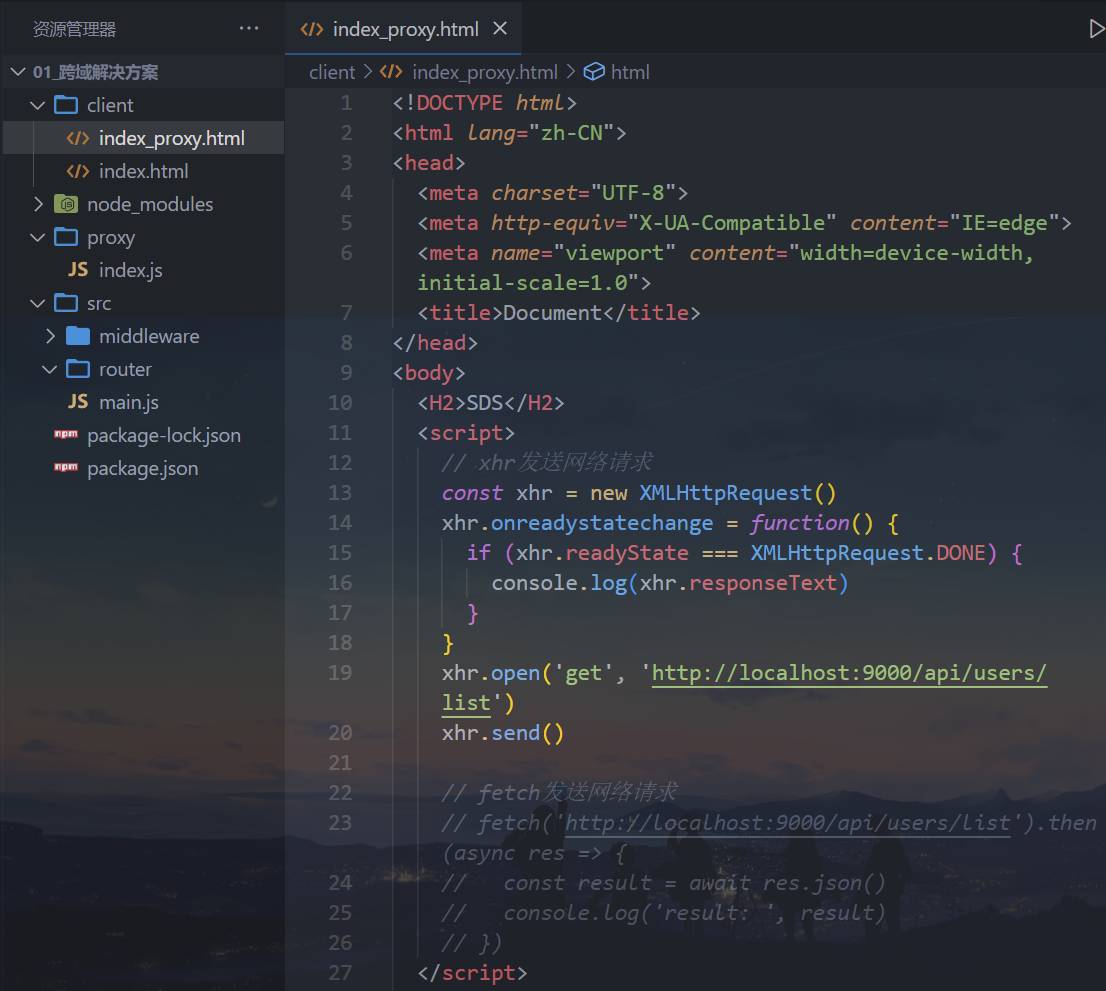 资源管理器 ···
01_跨域解决方案
client
index_proxy.html
index.html
node_modules
proxy
JS index.js
src
middleware
router
JS main.js
npm package-lock.json
npm package.json
index_proxy.html
client > index_proxy.html > html
1 <!DOCTYPE html>
2 <html lang="zh-CN">
3 <head>
4 <meta charset="UTF-8">
5 <meta http-equiv="X-UA-Compatible" content="IE=edge">
6 <meta name="viewport" content="width=device-width,
initial-scale=1.0">
7 <title>Document</title>
8 </head>
9 <body>
10 <H2>SDS</H2>
11 <script>
12 // xhr发送网络请求
13 const xhr = new XMLHttpRequest()
14 xhr.onreadystatechange = function() {
15 if (xhr.readyState === XMLHttpRequest.DONE) {
16 console.log(xhr.responseText)
17 }
18 }
19 xhr.open('get', 'http://localhost:9000/api/users/
list')
20 xhr.send()
21
22 // fetch发送网络请求
23 // fetch('http://localhost:9000/api/users/list').then
(async res => {
24 // const result = await res.json()
25 // console.log('result: ', result)
26 // })
27 </script>